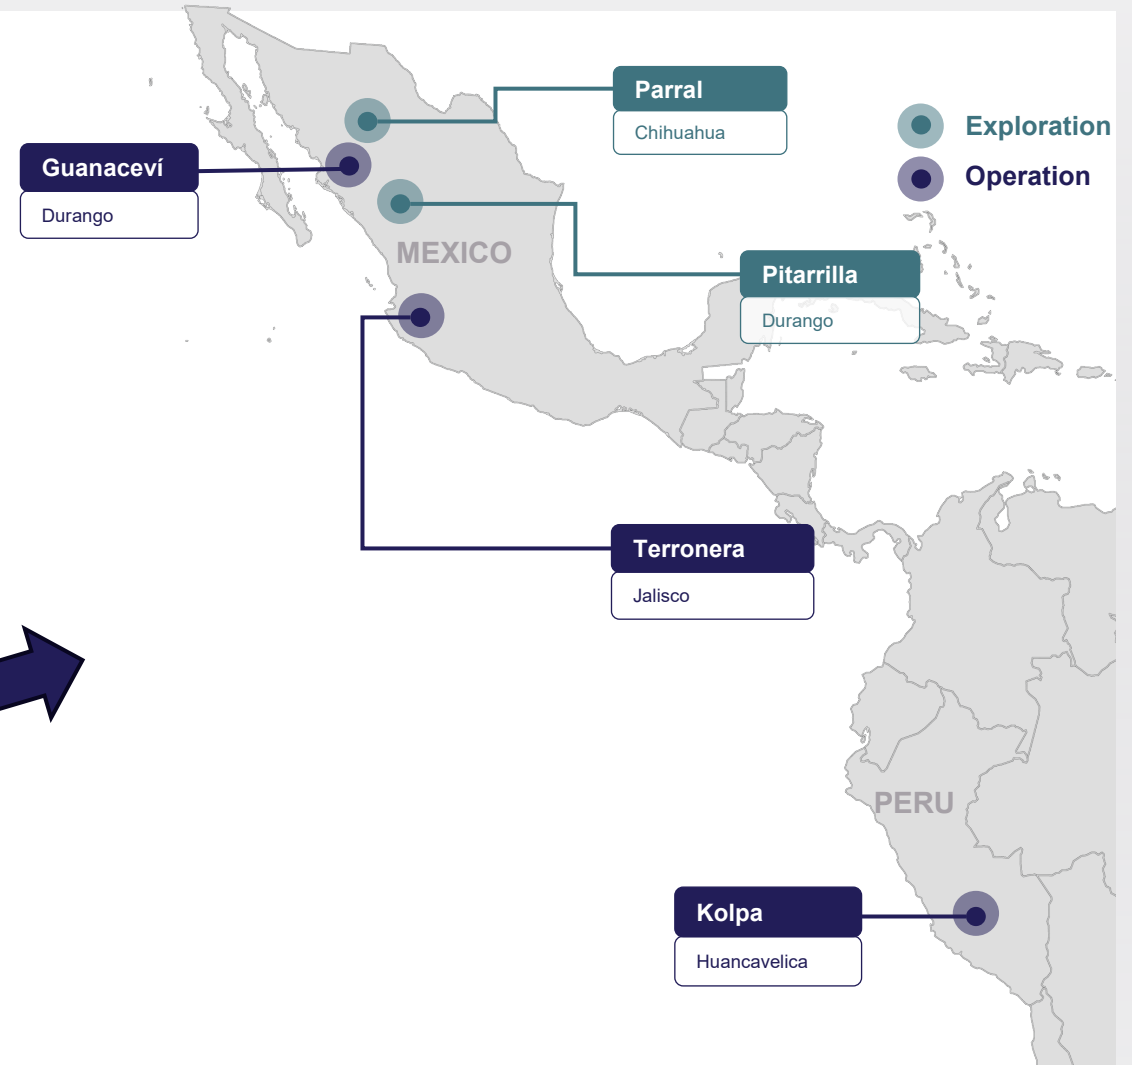 Parral
Chihuahua
Exploration
Operation
Guanaceví
Durango
MEXICO
Pitarrilla
Durango
Terronera
Jalisco
PERU
Kolpa
Huancavelica